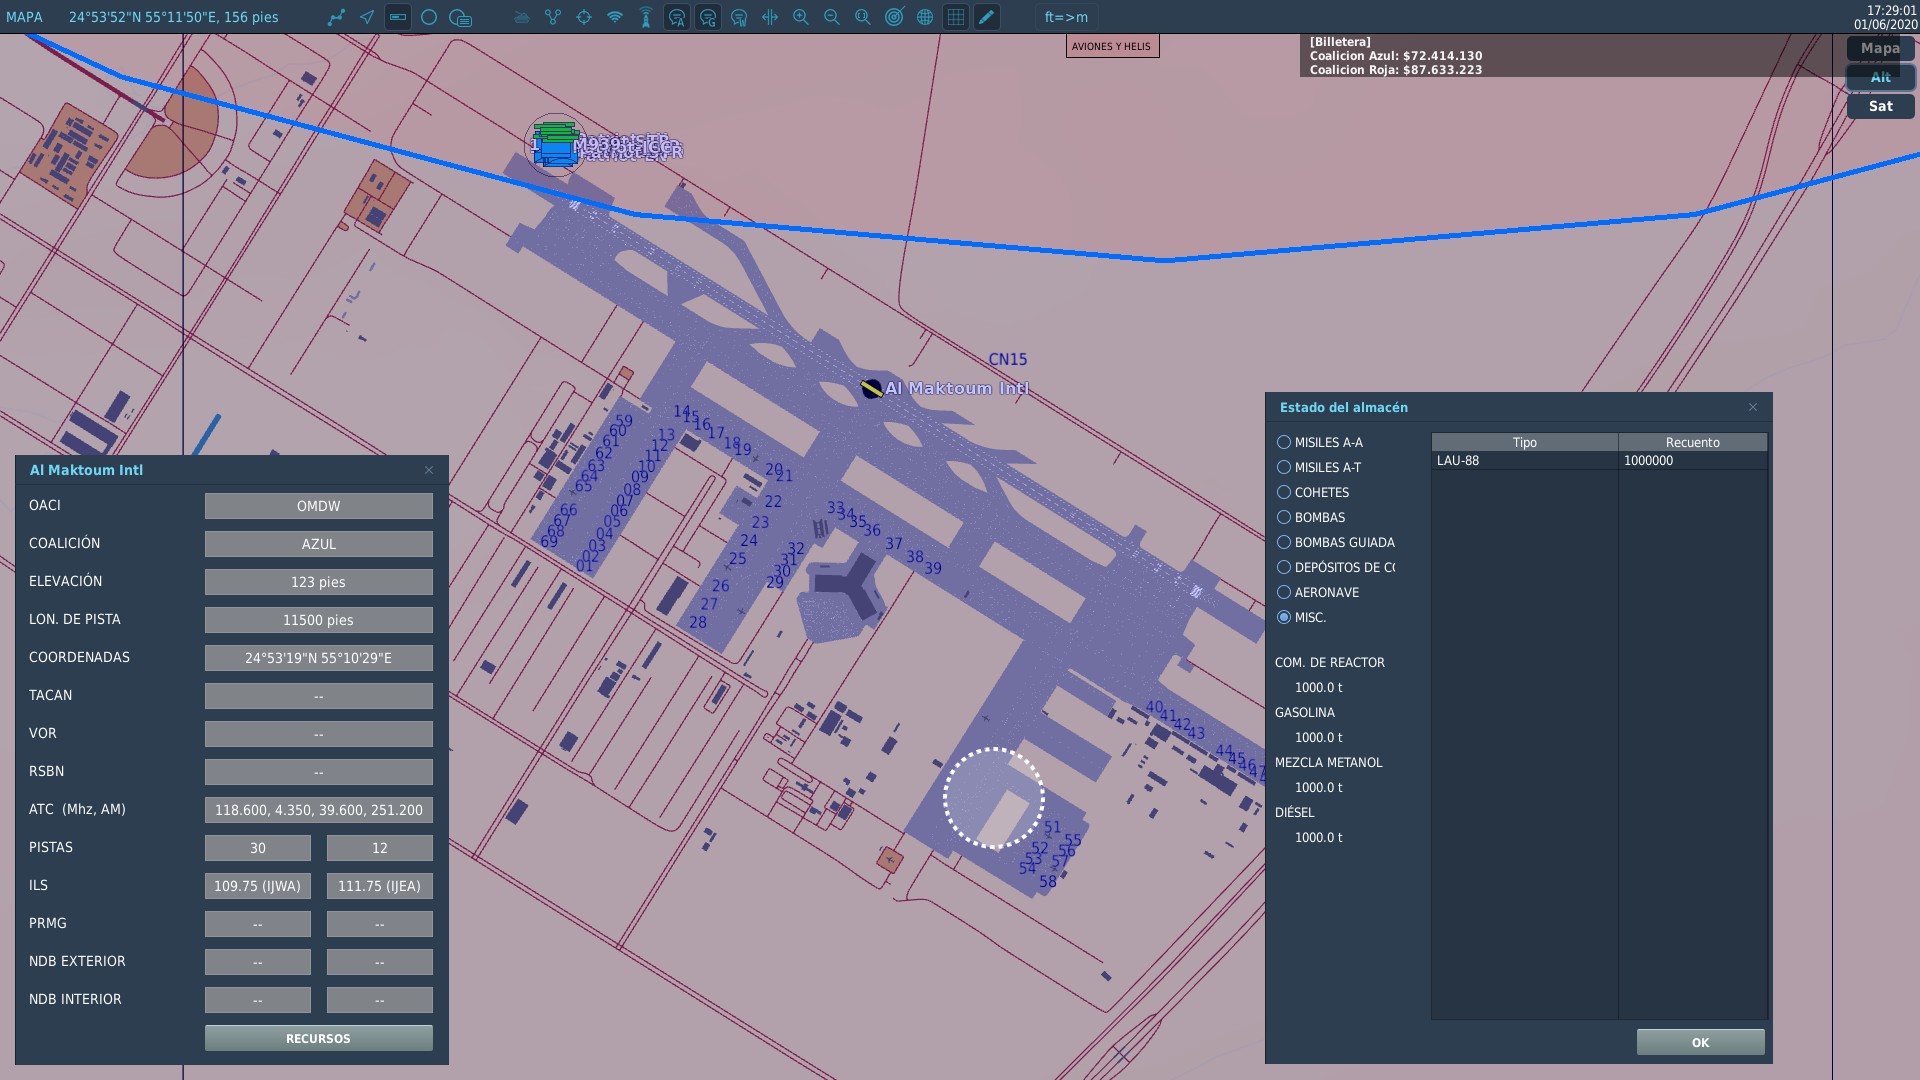 MAPA
24°53'52"N 55°11'50"E, 156 pies
ft=>m
17:29:01
01/06/2020
AVIONES Y HELIS
[Billetera]
Coalicion Azul: $72.414.130
Coalicion Roja: $87.633.223
Mapa
Alt
Sat
CN15
Al Maktoum Intl
59
60
61
62
63
64
65
66
67
68
69
14
15
16
17
18
19
13
12
11
10
09
08
07
06
05
04
03
02
01
20
21
22
23
24
25
26
27
28
32
31
30
29
33
34
35
36
37
38
39
40
41
42
43
44
45
46
47
51
52
53
54
55
56
57
58
Al Maktoum Intl
OACI
OMDW
COALICIÓN
AZUL
ELEVACIÓN
123 pies
LON. DE PISTA
11500 pies
COORDENADAS
24°53'19"N 55°10'29"E
TACAN
--
VOR
--
RSBN
--
ATC (Mhz, AM)
118.600, 4.350, 39.600, 251.200
PISTAS
30
12
ILS
109.75 (IJWA)
111.75 (IJEA)
PRMG
--
--
NDB EXTERIOR
--
--
NDB INTERIOR
--
--
RECURSOS
Estado del almacén
MISILES A-A
MISILES A-T
COHETES
BOMBAS
BOMBAS GUIADA
DEPÓSITOS DE CO
AERONAVE
MISC.
COM. DE REACTOR
1000.0 t
GASOLINA
1000.0 t
MEZCLA METANOL
1000.0 t
DIÉSEL
1000.0 t
Tipo
Recuento
LAU-88
1000000
OK